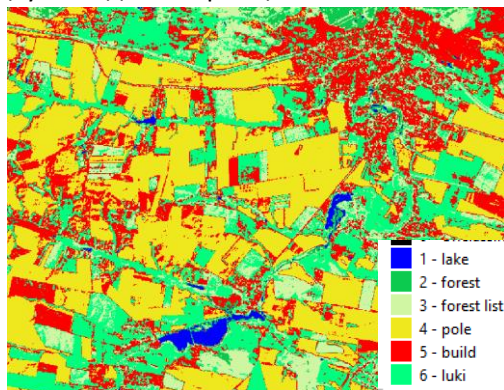 1 - lake
2 - forest
3 - forest list
4 - pole
5 - build
6 - luki